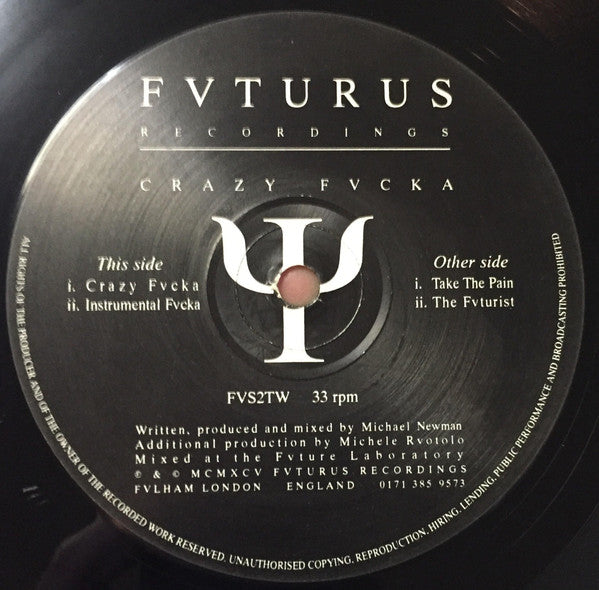 FVTURUS
RECORDINGS
CRAZY FVCKA
Ψ
This side
i. Crazy Fvcka
ii. Instrumental Fvcka
Other side
i. Take The Pain
ii. The Fvturist
FVS2TW 33 rpm
Written, produced and mixed by Michael Newman
Additional production by Michele Rvotolo
Mixed at the Fvture Laboratory
℗ & © MCMXCV FVTURUS RECORDINGS
FVLHAM LONDON ENGLAND 0171 385 9573
ALL RIGHTS OF THE PRODUCER AND OF THE OWNER OF THE RECORDED WORK RESERVED. UNAUTHORISED COPYING, REPRODUCTION, HIRING, LENDING, PUBLIC PERFORMANCE AND BROADCASTING PROHIBITED